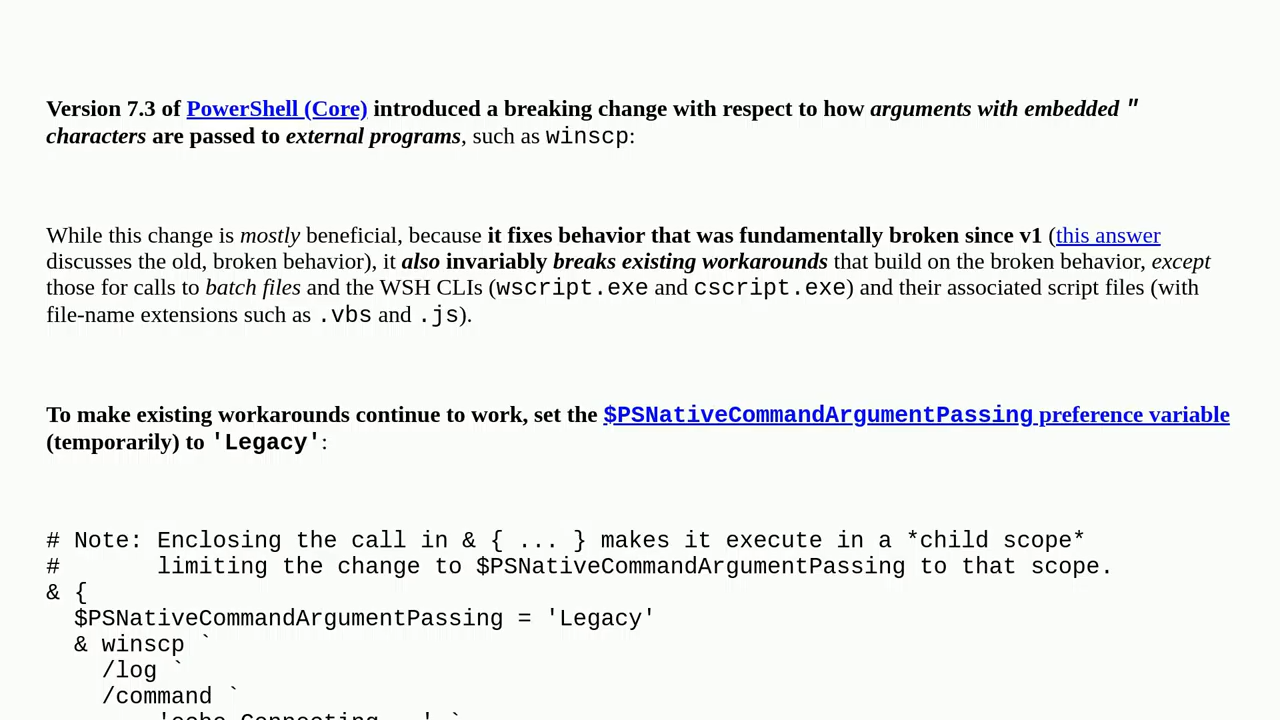 Version 7.3 of PowerShell (Core) introduced a breaking change with respect to how arguments with embedded "
characters are passed to external programs, such as winscp:
While this change is mostly beneficial, because it fixes behavior that was fundamentally broken since v1 (this answer
discusses the old, broken behavior), it also invariably breaks existing workarounds that build on the broken behavior, except
those for calls to batch files and the WSH CLIs (wscript.exe and cscript.exe) and their associated script files (with
file-name extensions such as .vbs and .js).
To make existing workarounds continue to work, set the $PSNativeCommandArgumentPassing preference variable
(temporarily) to 'Legacy':
# Note: Enclosing the call in & { ... } makes it execute in a *child scope*
#       limiting the change to $PSNativeCommandArgumentPassing to that scope.
& {
  $PSNativeCommandArgumentPassing = 'Legacy'
  & winscp `
    /log `
    /command `
        'echo Connecting...' `